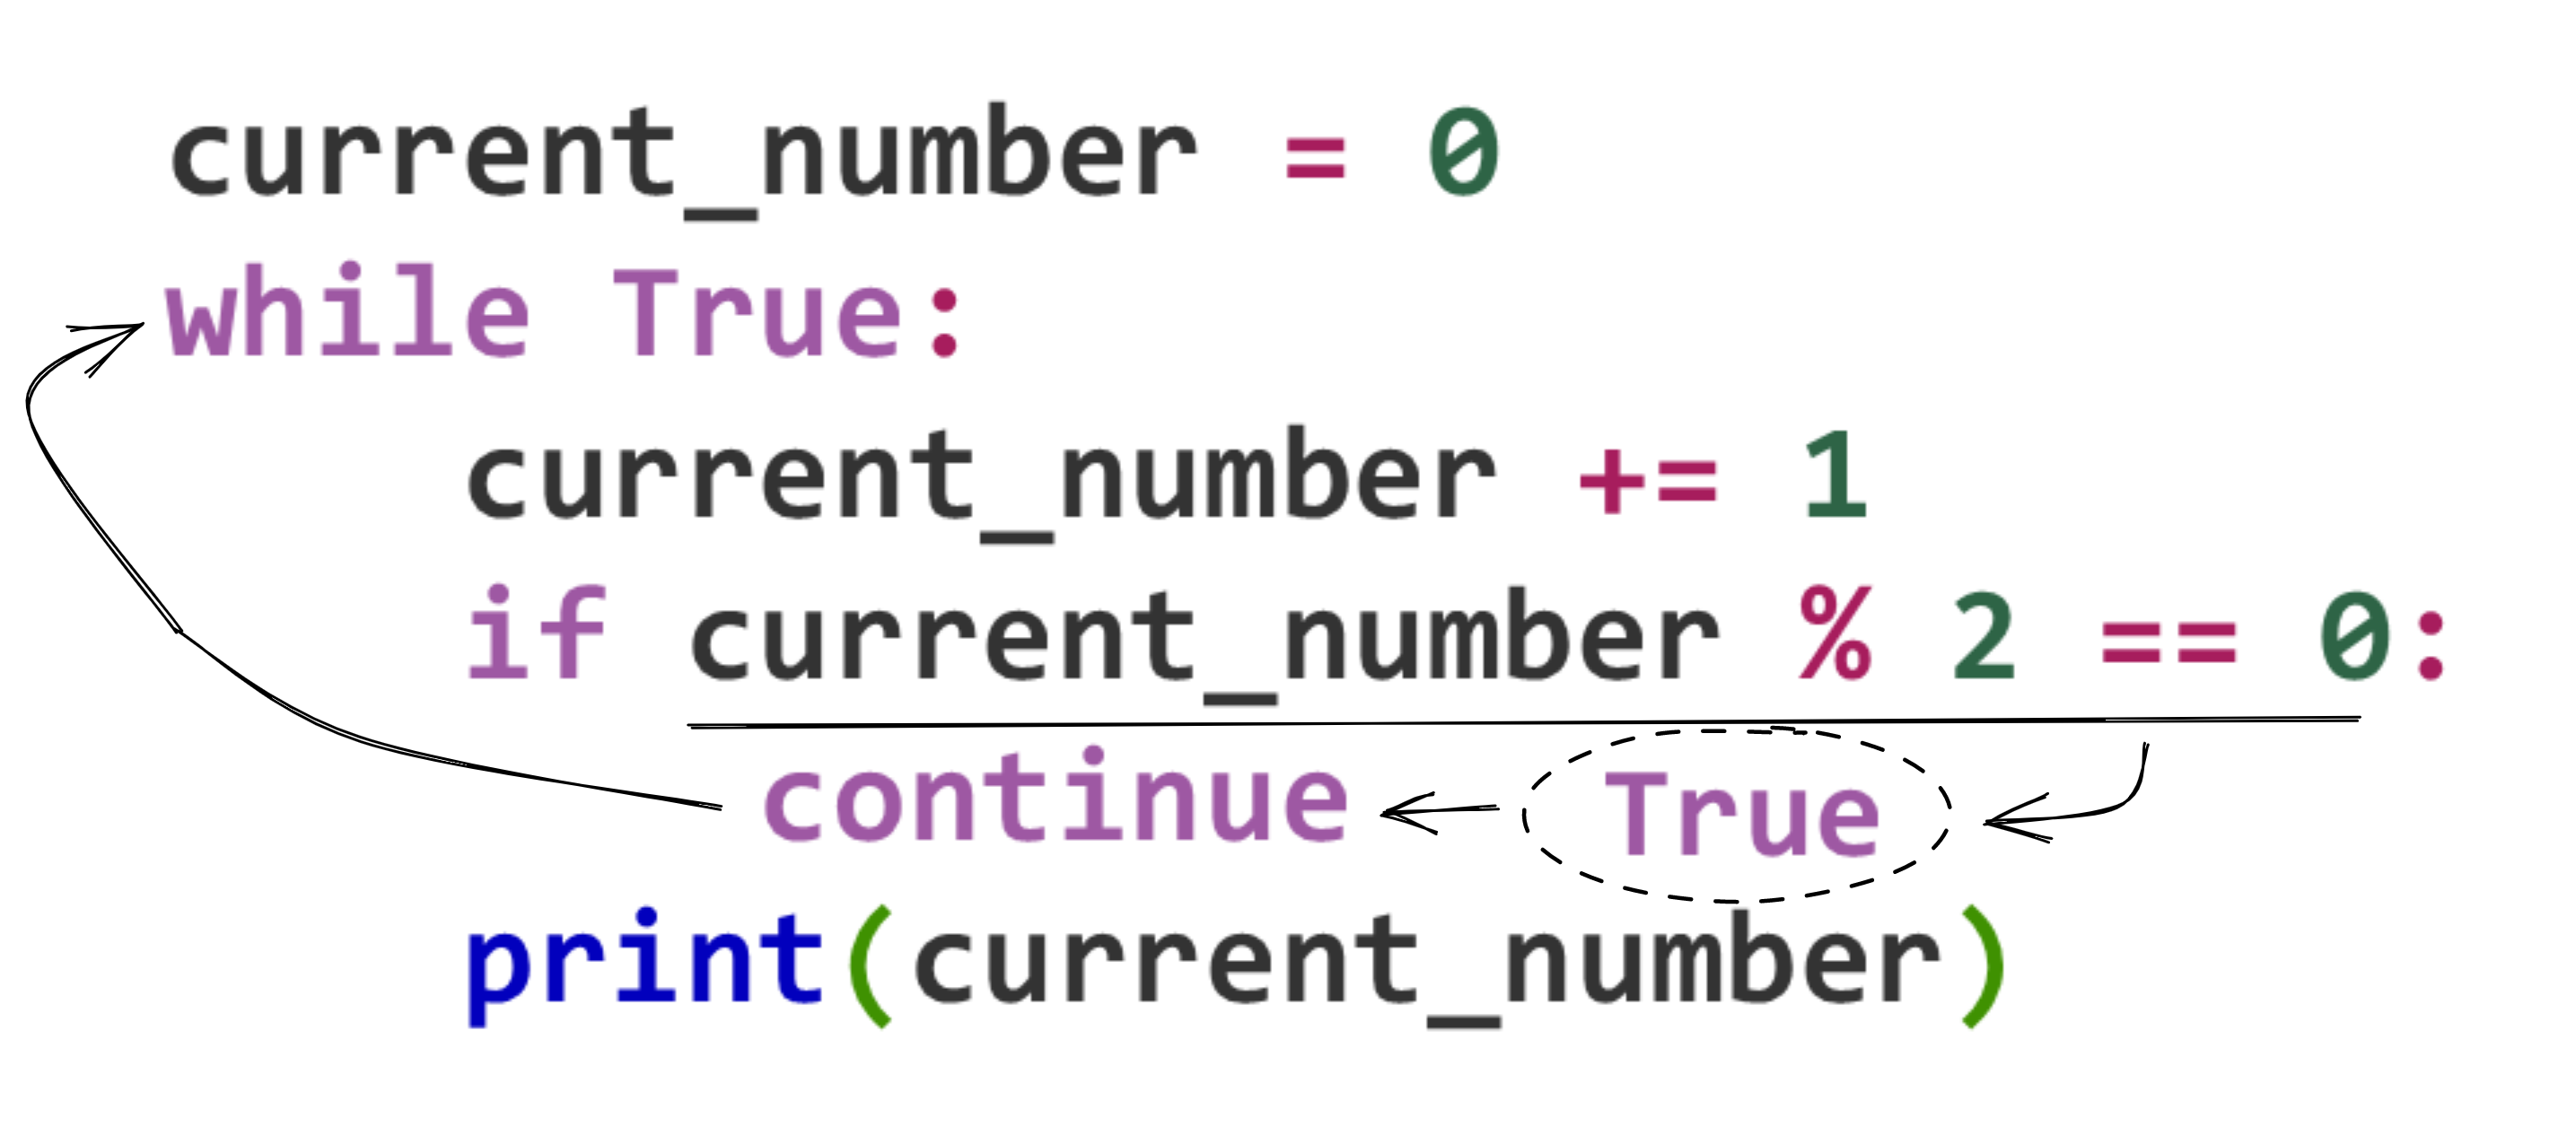 current_number = 0
while True:
    current_number += 1
    if current_number % 2 == 0:
        continue True
    print(current_number)